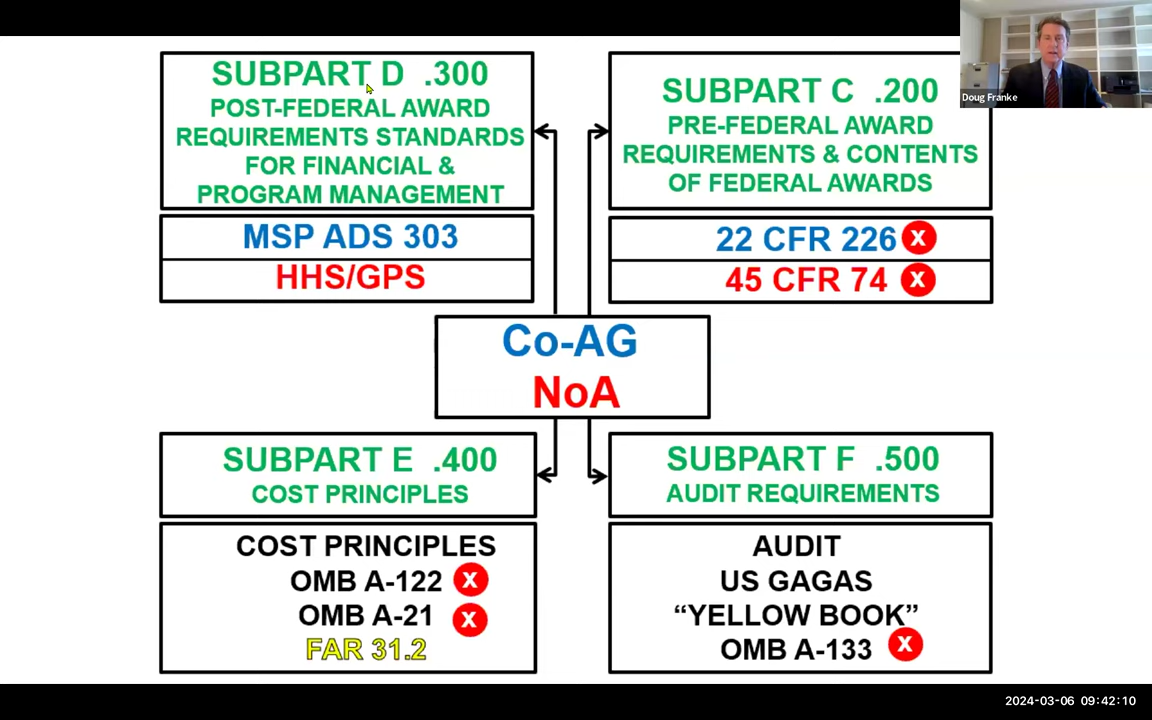 SUBPART D .300
POST-FEDERAL AWARD
REQUIREMENTS STANDARDS
FOR FINANCIAL &
PROGRAM MANAGEMENT
MSP ADS 303
HHS/GPS
SUBPART C .200
PRE-FEDERAL AWARD
REQUIREMENTS & CONTENTS
OF FEDERAL AWARDS
22 CFR 226 X
45 CFR 74 X
Doug Franke
Co-AG
NoA
SUBPART E .400
COST PRINCIPLES
COST PRINCIPLES
OMB A-122 X
OMB A-21 X
FAR 31.2
SUBPART F .500
AUDIT REQUIREMENTS
AUDIT
US GAGAS
“YELLOW BOOK”
OMB A-133 X
2024-03-06 09:42:10